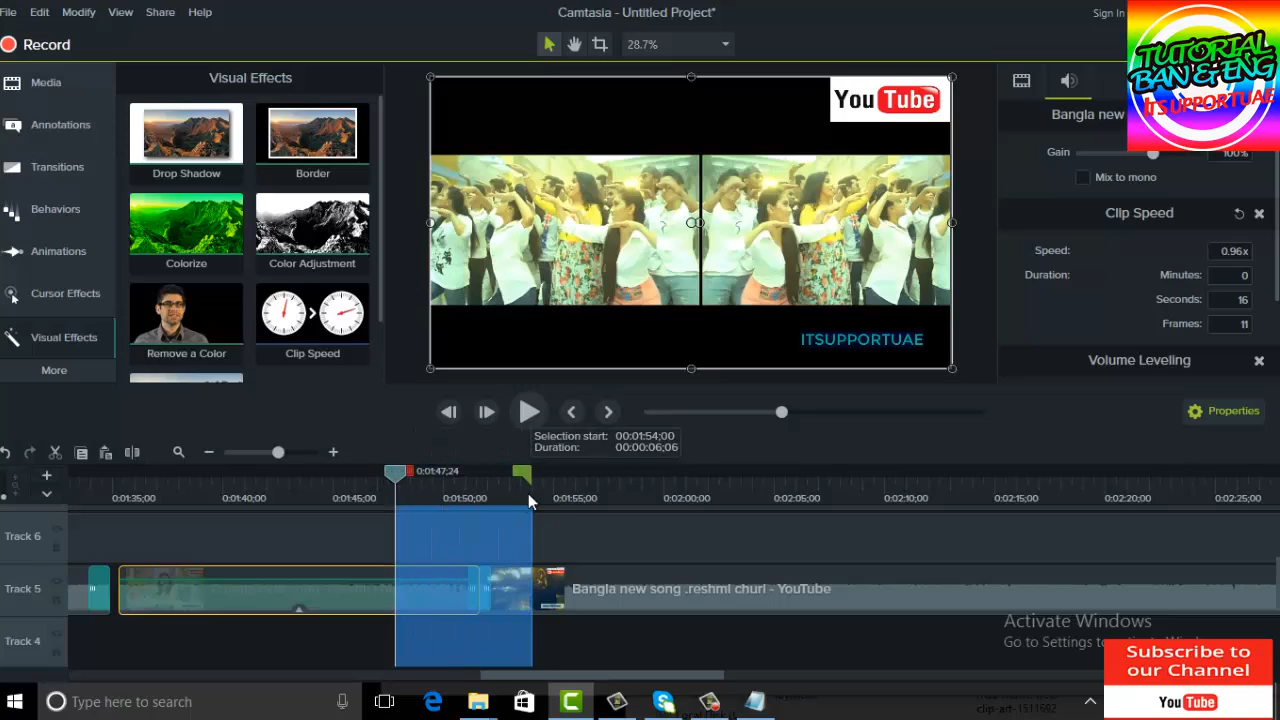 File Edit Modify View Share Help
Camtasia - Untitled Project*
Sign In
Record
28.7%
TUTORIAL
BAN & ENG
ITSUPPORTUAE
Media
Annotations
Transitions
Behaviors
Animations
Cursor Effects
Visual Effects
More
Visual Effects
Drop Shadow
Border
Colorize
Color Adjustment
Remove a Color
Clip Speed
YouTube
ITSUPPORTUAE
Bangla new
Gain 100%
Mix to mono
Clip Speed
Speed: 0.96x
Duration: Minutes: 0
Seconds: 16
Frames: 11
Volume Leveling
Properties
Selection start: 00:01:54;00
Duration: 00:00:06;06
0:01:47;24
0:01:35;00 0:01:40;00 0:01:45;00 0:01:50;00 0:01:55;00 0:02:00;00 0:02:05;00 0:02:10;00 0:02:15;00 0:02:20;00 0:02:25;00
Track 6
Track 5
Bangla new song .reshmi churi - YouTube
Track 4
Activate Windows
Go to Settings to
Subscribe to
our Channel
YouTube
Type here to search